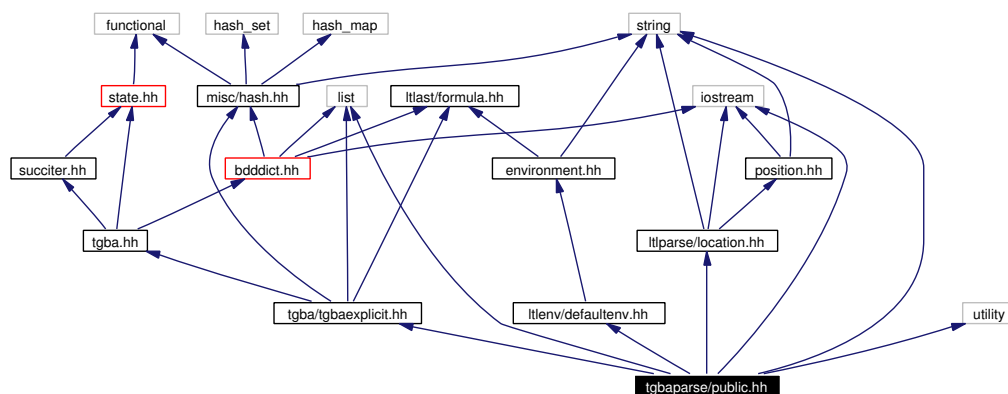 functional
hash_set
hash_map
string
state.hh
misc/hash.hh
list
ltlast/formula.hh
iostream
succiter.hh
bdddict.hh
environment.hh
position.hh
tgba.hh
ltlparse/location.hh
tgba/tgbaexplicit.hh
ltlenv/defaultenv.hh
utility
tgbaparse/public.hh